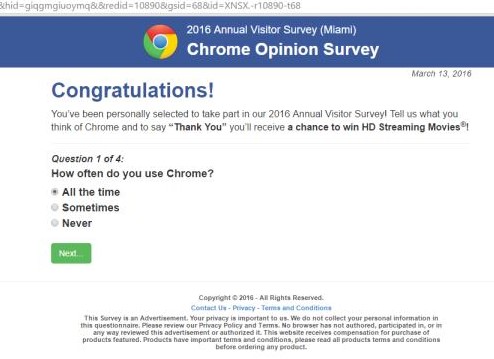 &hid=giqgmgiuoymq&&redid=10890&gsid=68&id=XNSX.-r10890-t68
2016 Annual Visitor Survey (Miami)
Chrome Opinion Survey
March 13, 2016
Congratulations!
You've been personally selected to take part in our 2016 Annual Visitor Survey! Tell us what you
think of Chrome and to say "Thank You" you'll receive a chance to win HD Streaming Movies®!
Question 1 of 4:
How often do you use Chrome?
All the time
Sometimes
Never
Next...
Copyright © 2016 - All Rights Reserved.
Contact Us - Privacy - Terms and Conditions
This Survey is an Advertisement. Your privacy is important to us. We do not collect your personal information in
this questionnaire. Please review our Privacy Policy and Terms. No browser has not authored, participated in, or in
any way reviewed this advertisement or authorized it. This website receives compensation for purchase of
products featured. Products have important terms and conditions, please read all products terms and conditions
before ordering any product.